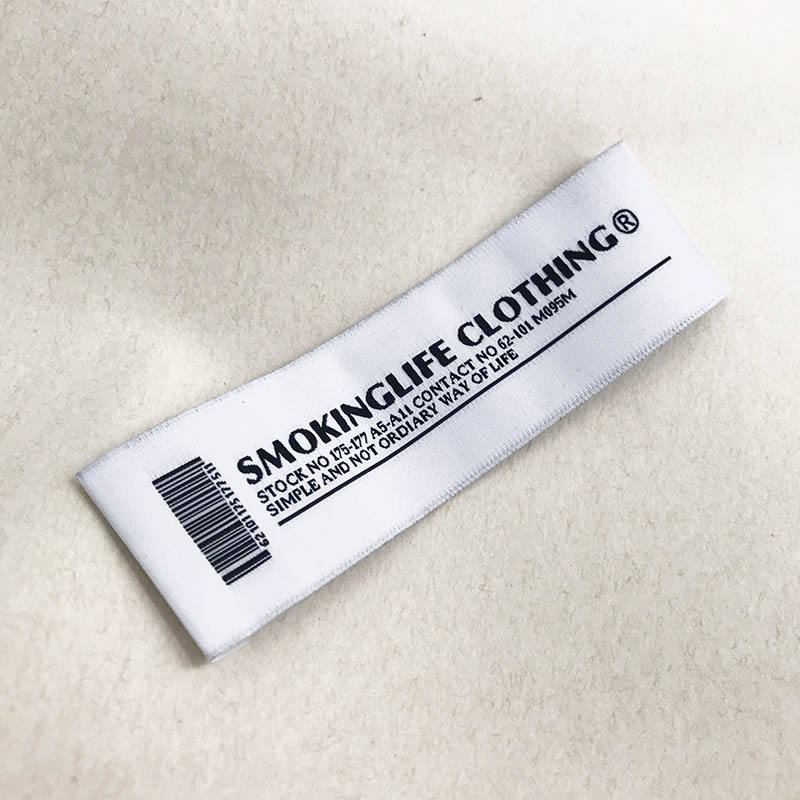 SMOKINGLIFE CLOTHING®
STOCK NO 175-177 A5-A11 CONTACT NO 62-101 M095M
SIMPLE AND NOT ORDIARY WAY OF LIFE